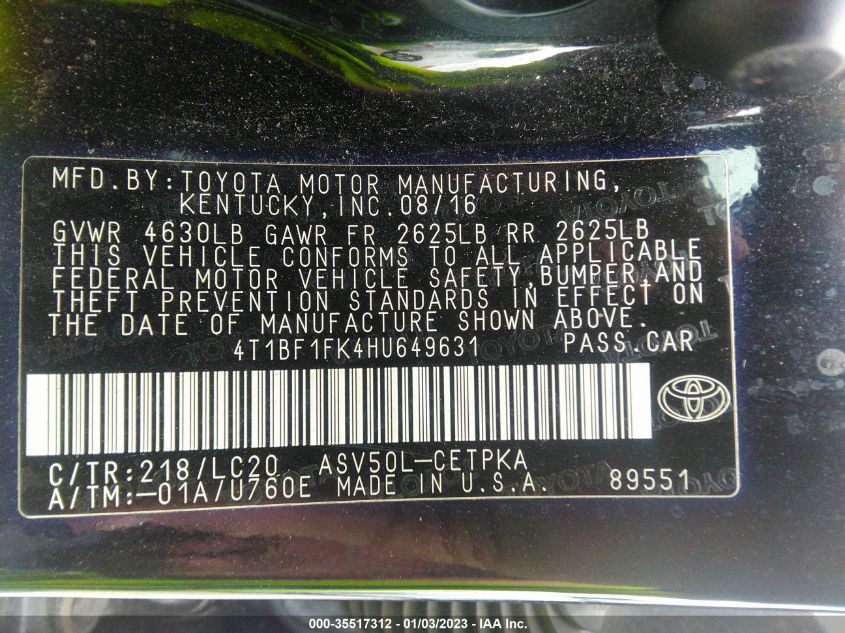 MFD.BY:TOYOTA MOTOR MANUFACTURING,
KENTUCKY,INC.08/16
GVWR 4630LB GAWR FR 2625LB RR 2625LB
THIS VEHICLE CONFORMS TO ALL APPLICABLE
FEDERAL MOTOR VEHICLE SAFETY,BUMPER,AND
THEFT PREVENTION STANDARDS IN EFFECT ON
THE DATE OF MANUFACTURE SHOWN ABOVE.
4T1BF1FK4HU649631 PASS.CAR
C/TR:218/LC20 ASV50L-CETPKA
A/TM:-01A/U760E MADE IN U.S.A. 89551
000-35517312 - 01/03/2023 - IAA Inc.